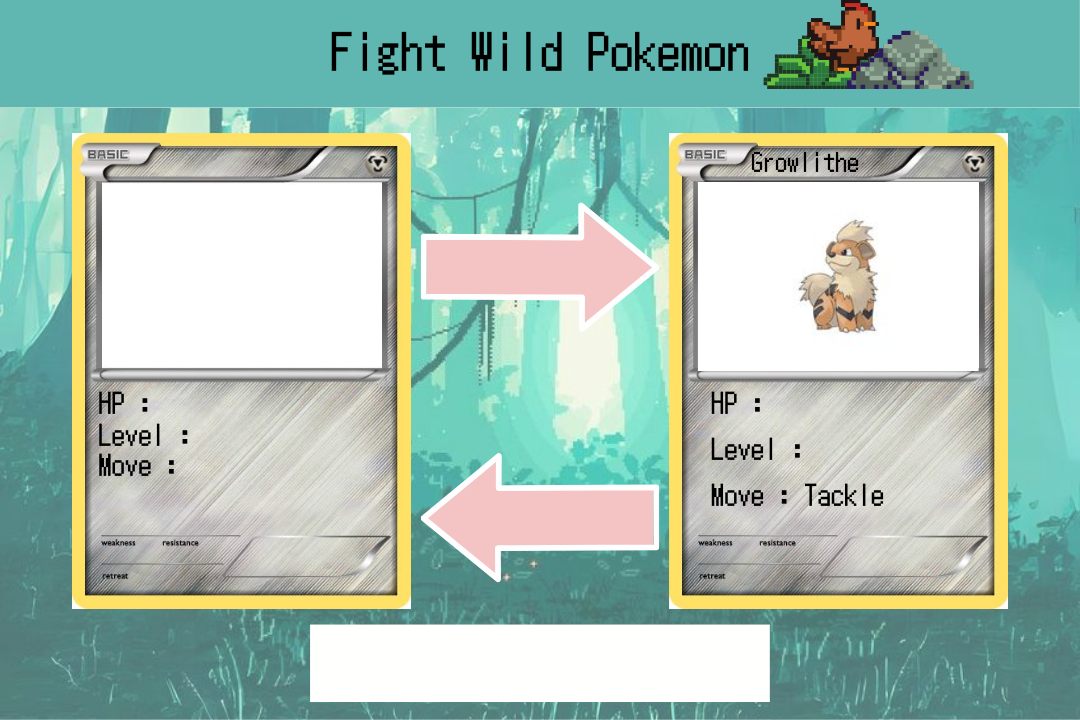 Fight Wild Pokemon
BASIC
HP :
Level :
Move :
weakness resistance
retreat
BASIC Growlithe
HP :
Level :
Move : Tackle
weakness resistance
retreat